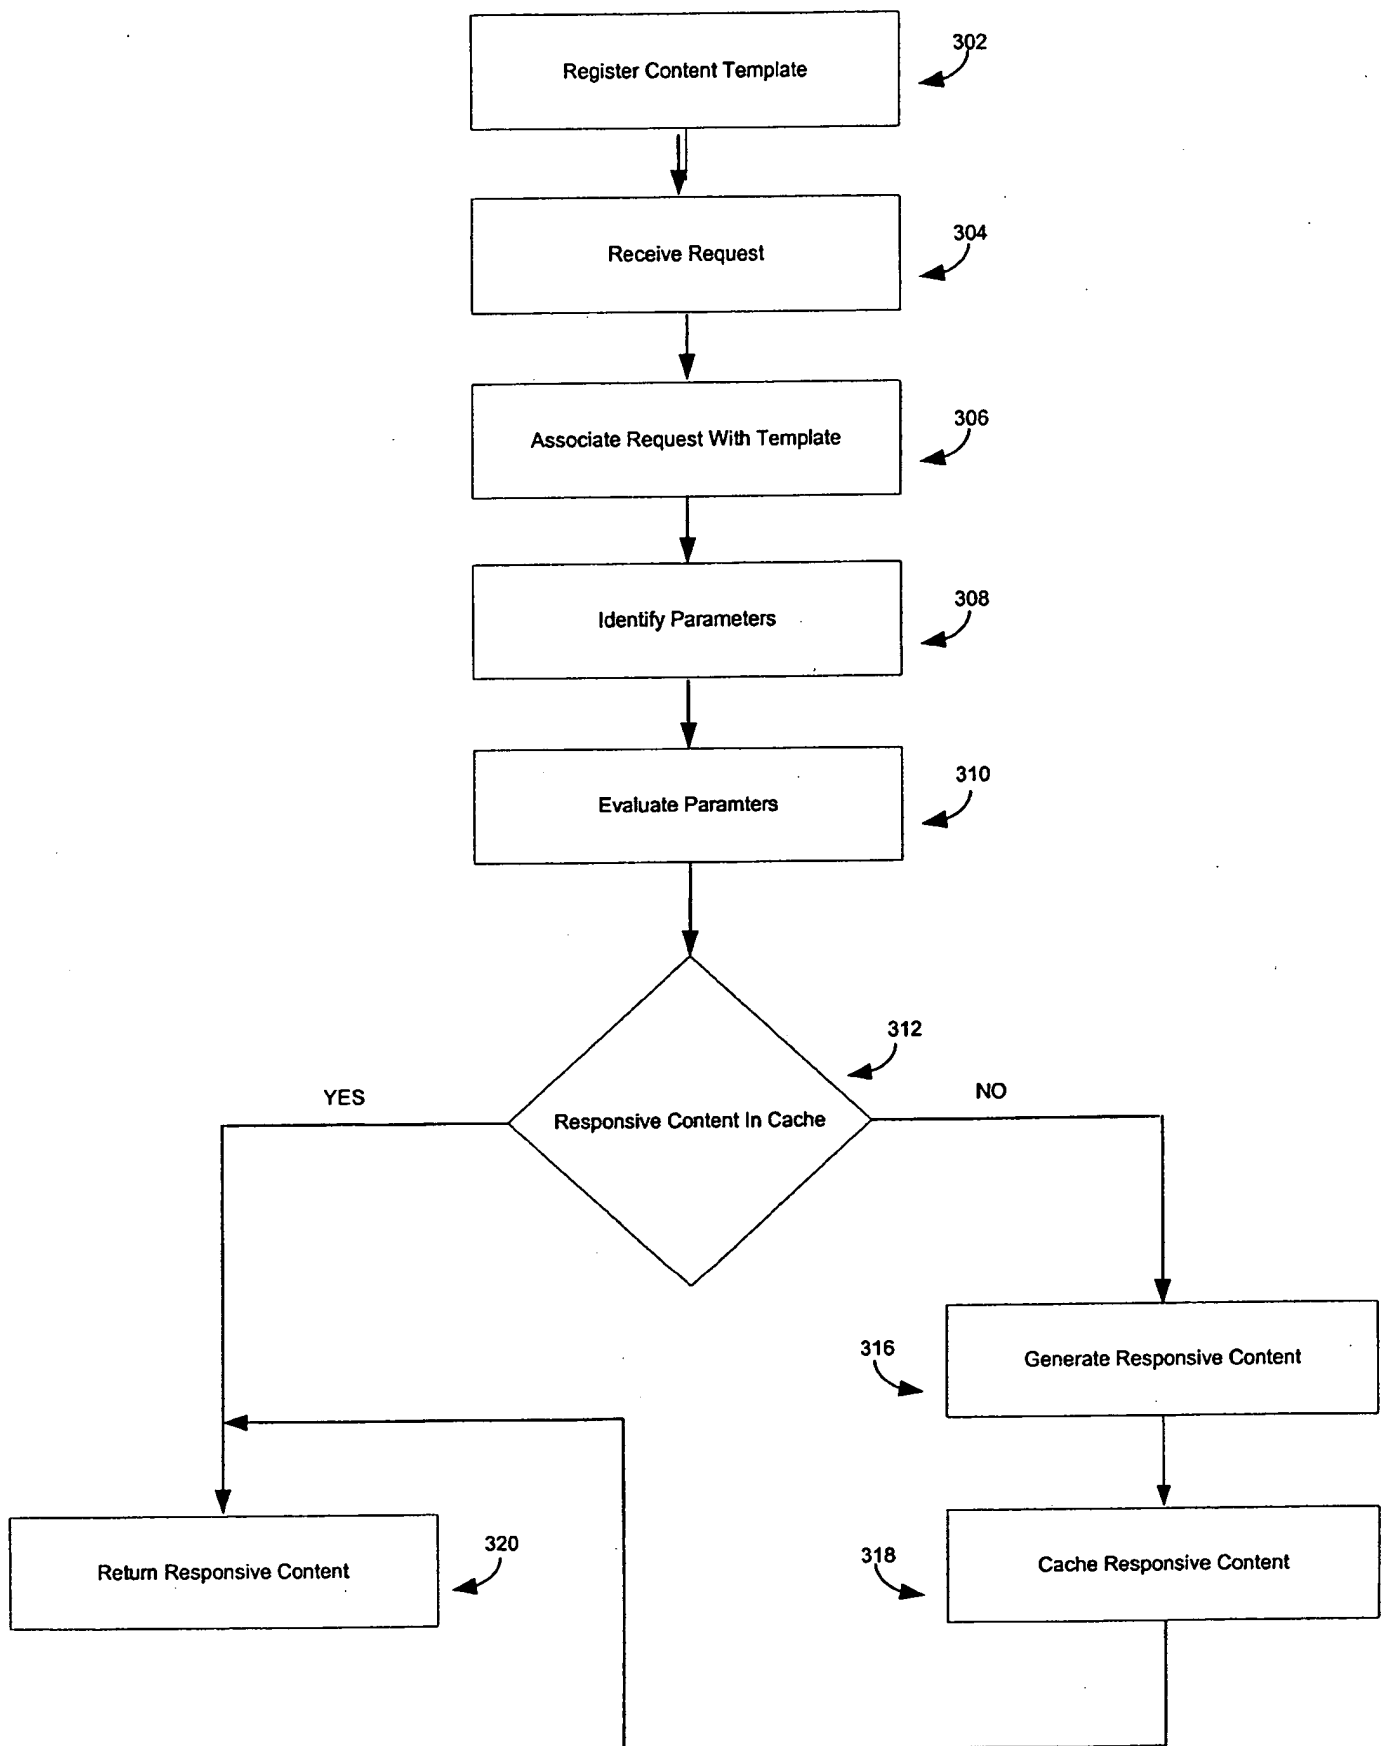 Register Content Template
302
Receive Request
304
Associate Request With Template
306
Identify Parameters
308
Evaluate Paramters
310
312
YES
NO
Responsive Content In Cache
316
Generate Responsive Content
Return Responsive Content
320
318
Cache Responsive Content